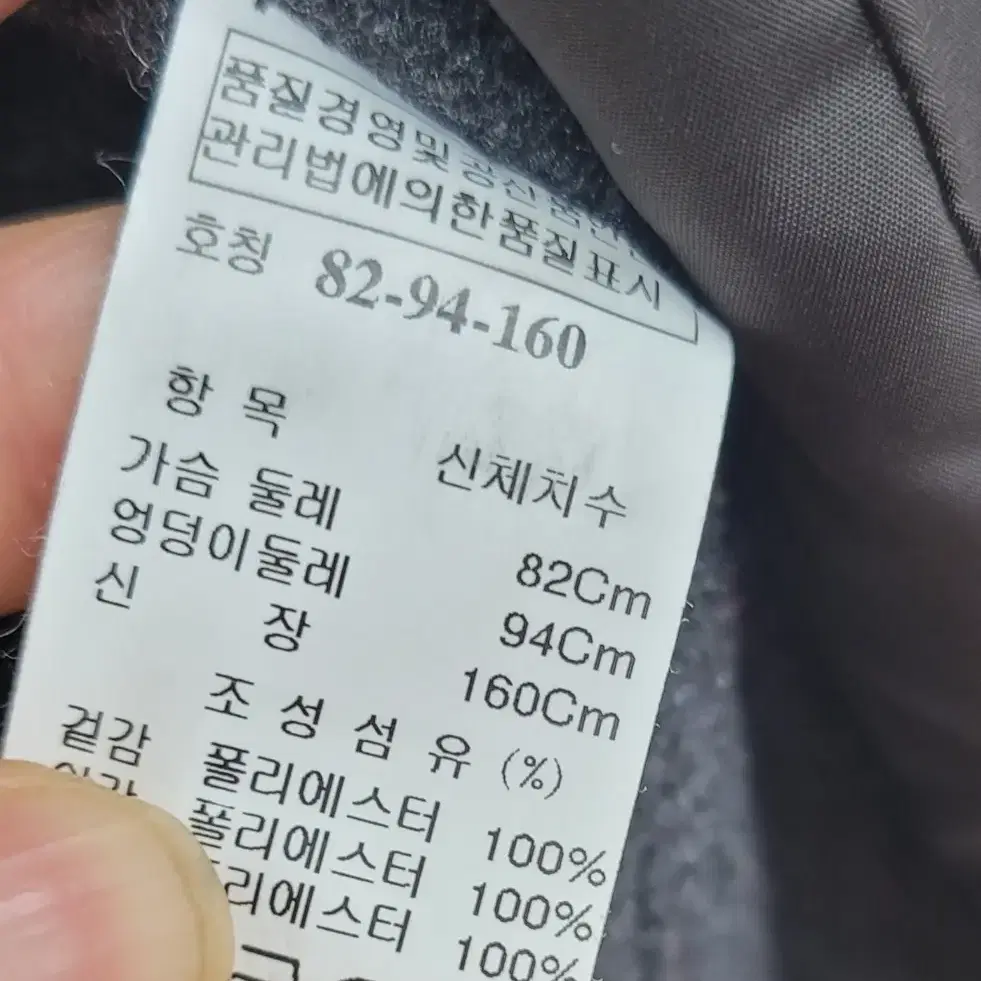 품질경영및 공산품안전
관리법에의한품질표시
호칭 82-94-160
항 목 신체치수
가슴 둘레 82Cm
엉덩이둘레 94Cm
신 장 160Cm
조 성 섬 유 (%)
겉감 폴리에스터 100%
안감 폴리에스터 100%
리에스터 100%